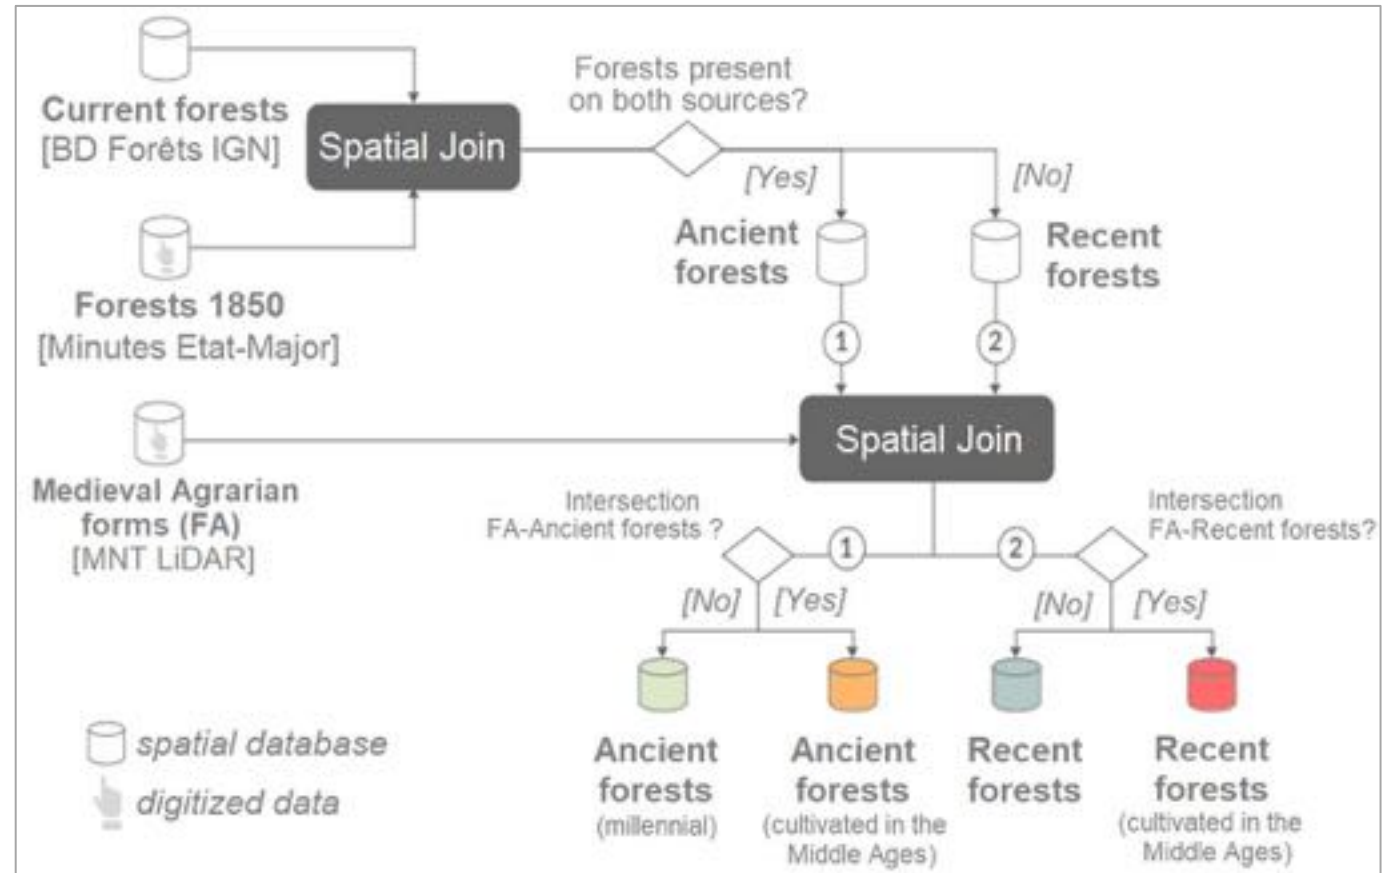 Current forests
[BD Forêts IGN]
Spatial Join
Forests present
on both sources?
[Yes]
[No]
Forests 1850
[Minutes Etat-Major]
Ancient
forests
Recent
forests
1
2
Medieval Agrarian
forms (FA)
[MNT LiDAR]
Spatial Join
Intersection
FA-Ancient forests ?
1
2
Intersection
FA-Recent forests?
[No]
[Yes]
[No]
[Yes]
Ancient
forests
(millennial)
Ancient
forests
(cultivated in the
Middle Ages)
Recent
forests
Recent
forests
(cultivated in the
Middle Ages)
spatial database
digitized data